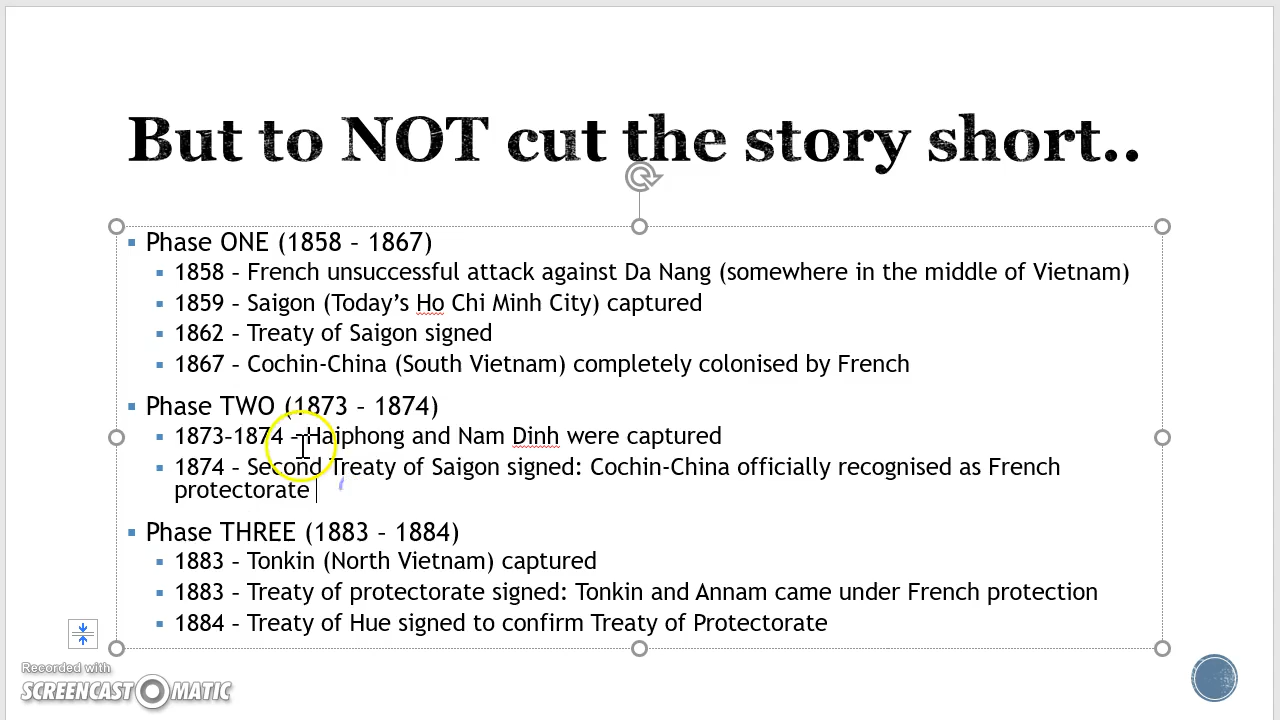 But to NOT cut the story short..
Phase ONE (1858 – 1867)
1858 – French unsuccessful attack against Da Nang (somewhere in the middle of Vietnam)
1859 – Saigon (Today’s Ho Chi Minh City) captured
1862 – Treaty of Saigon signed
1867 – Cochin-China (South Vietnam) completely colonised by French
Phase TWO (1873 – 1874)
1873-1874 – Haiphong and Nam Dinh were captured
1874 – Second Treaty of Saigon signed: Cochin-China officially recognised as French
protectorate
Phase THREE (1883 – 1884)
1883 – Tonkin (North Vietnam) captured
1883 – Treaty of protectorate signed: Tonkin and Annam came under French protection
1884 – Treaty of Hue signed to confirm Treaty of Protectorate
Recorded with
SCREENCAST-O-MATIC